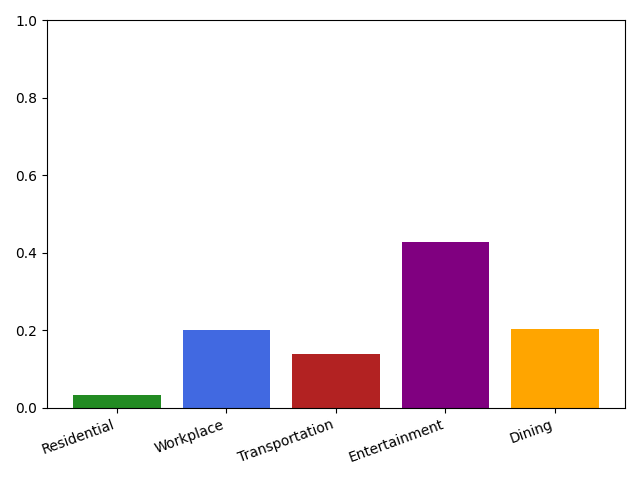 1.0
0.8
0.6
0.4
0.2
0.0
Residential
Workplace
Transportation
Entertainment
Dining